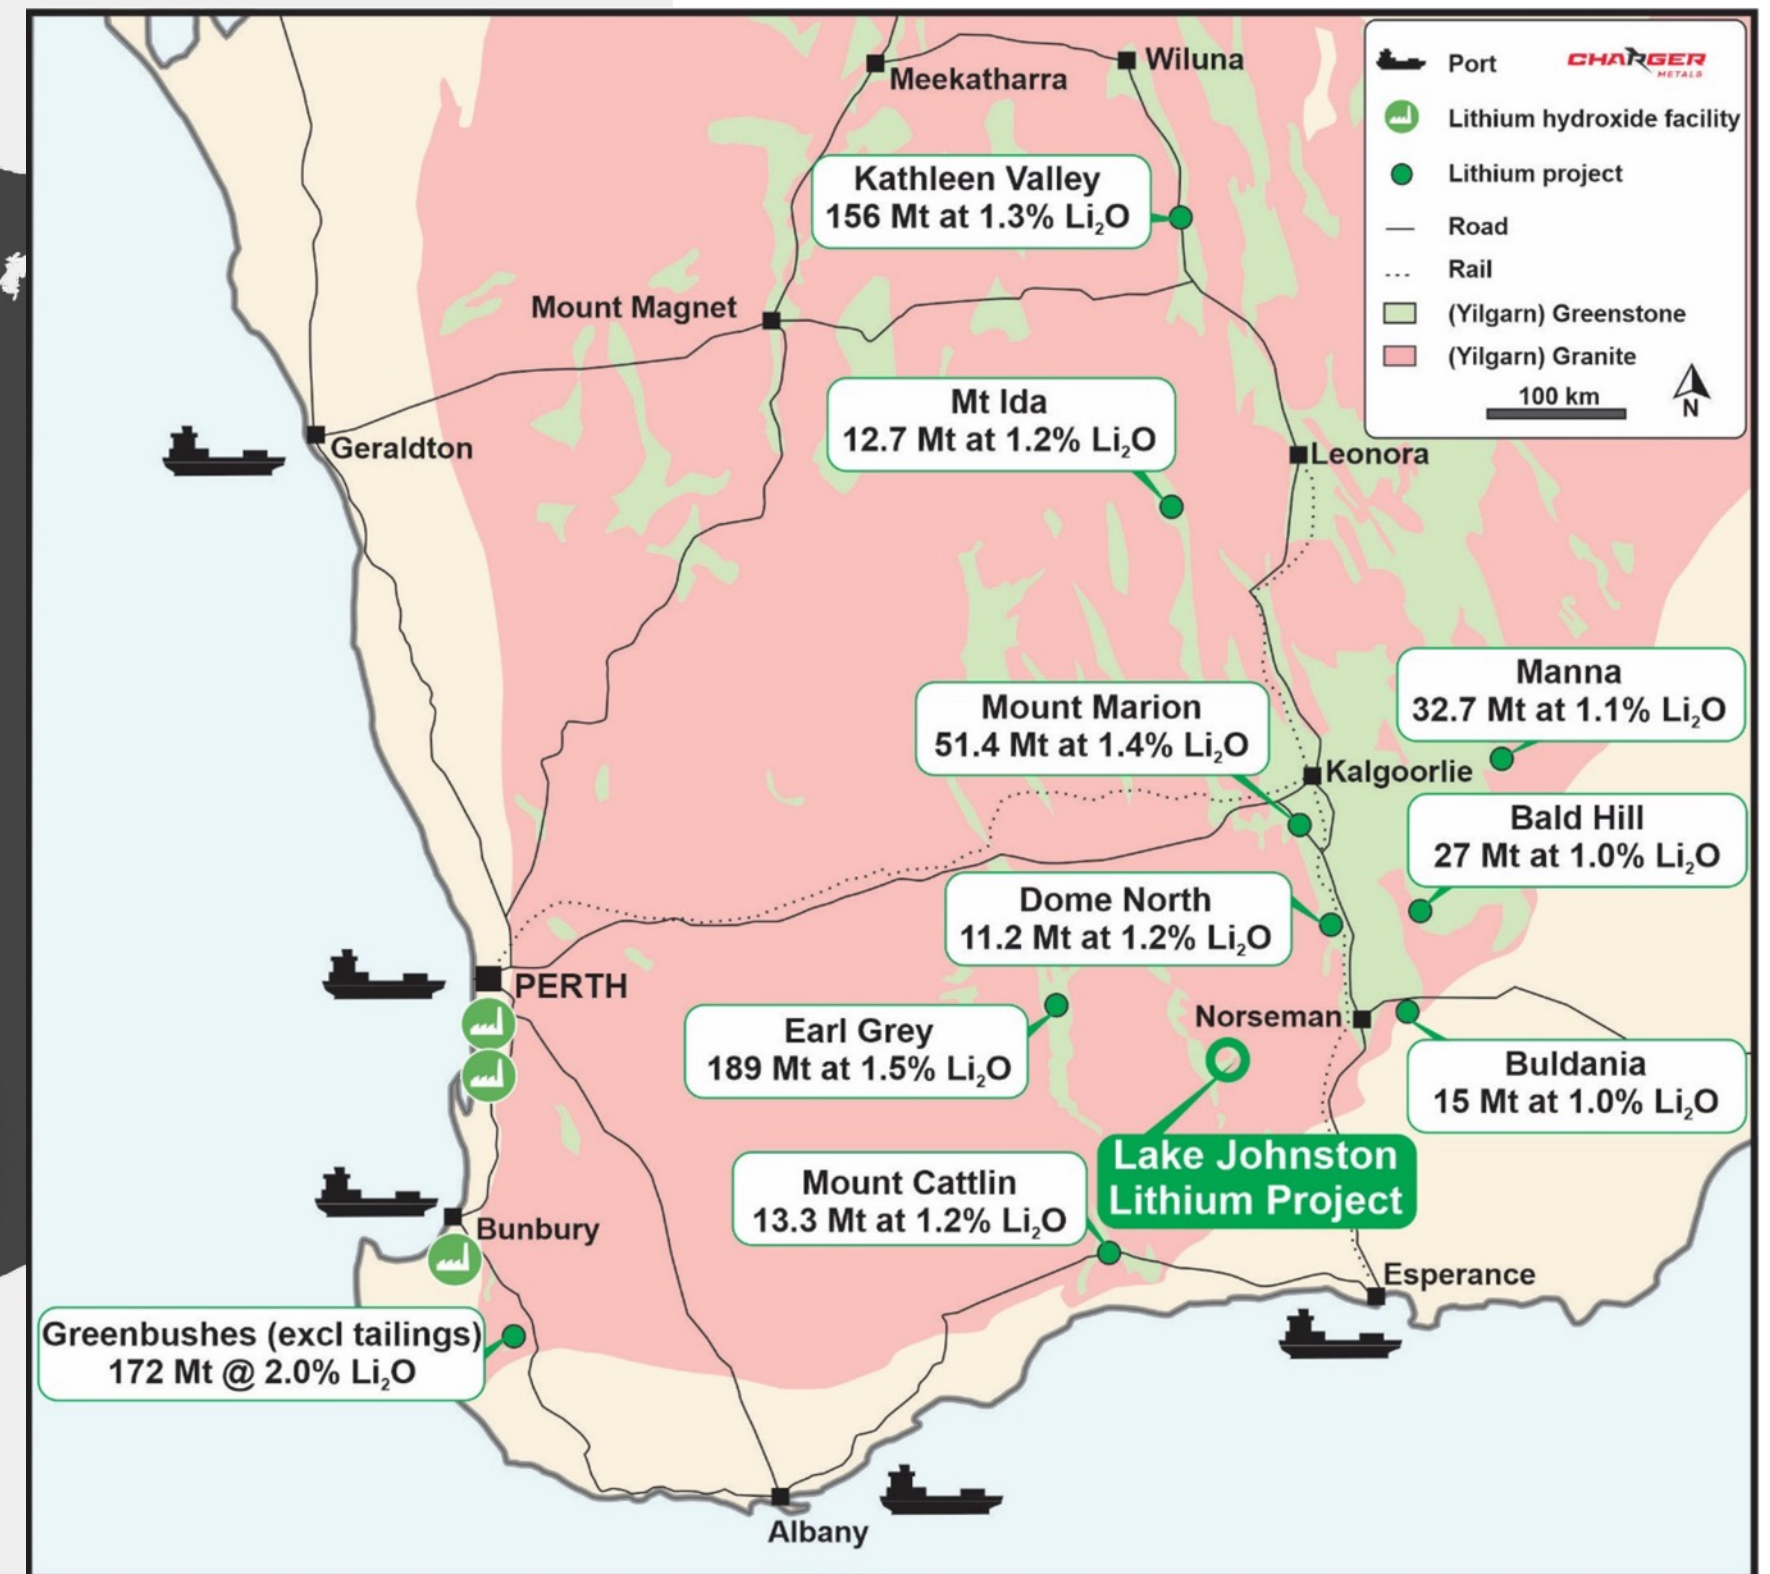 Meekatharra
Wiluna
Port
CHARGER
METALS
Lithium hydroxide facility
Lithium project
Road
Rail
(Yilgarn) Greenstone
(Yilgarn) Granite
100 km
N
Kathleen Valley
156 Mt at 1.3% Li₂O
Mount Magnet
Mt Ida
12.7 Mt at 1.2% Li₂O
Geraldton
Leonora
Manna
32.7 Mt at 1.1% Li₂O
Mount Marion
51.4 Mt at 1.4% Li₂O
Kalgoorlie
Bald Hill
27 Mt at 1.0% Li₂O
Dome North
11.2 Mt at 1.2% Li₂O
PERTH
Earl Grey
189 Mt at 1.5% Li₂O
Norseman
Buldania
15 Mt at 1.0% Li₂O
Lake Johnston
Lithium Project
Mount Cattlin
13.3 Mt at 1.2% Li₂O
Bunbury
Esperance
Greenbushes (excl tailings)
172 Mt @ 2.0% Li₂O
Albany